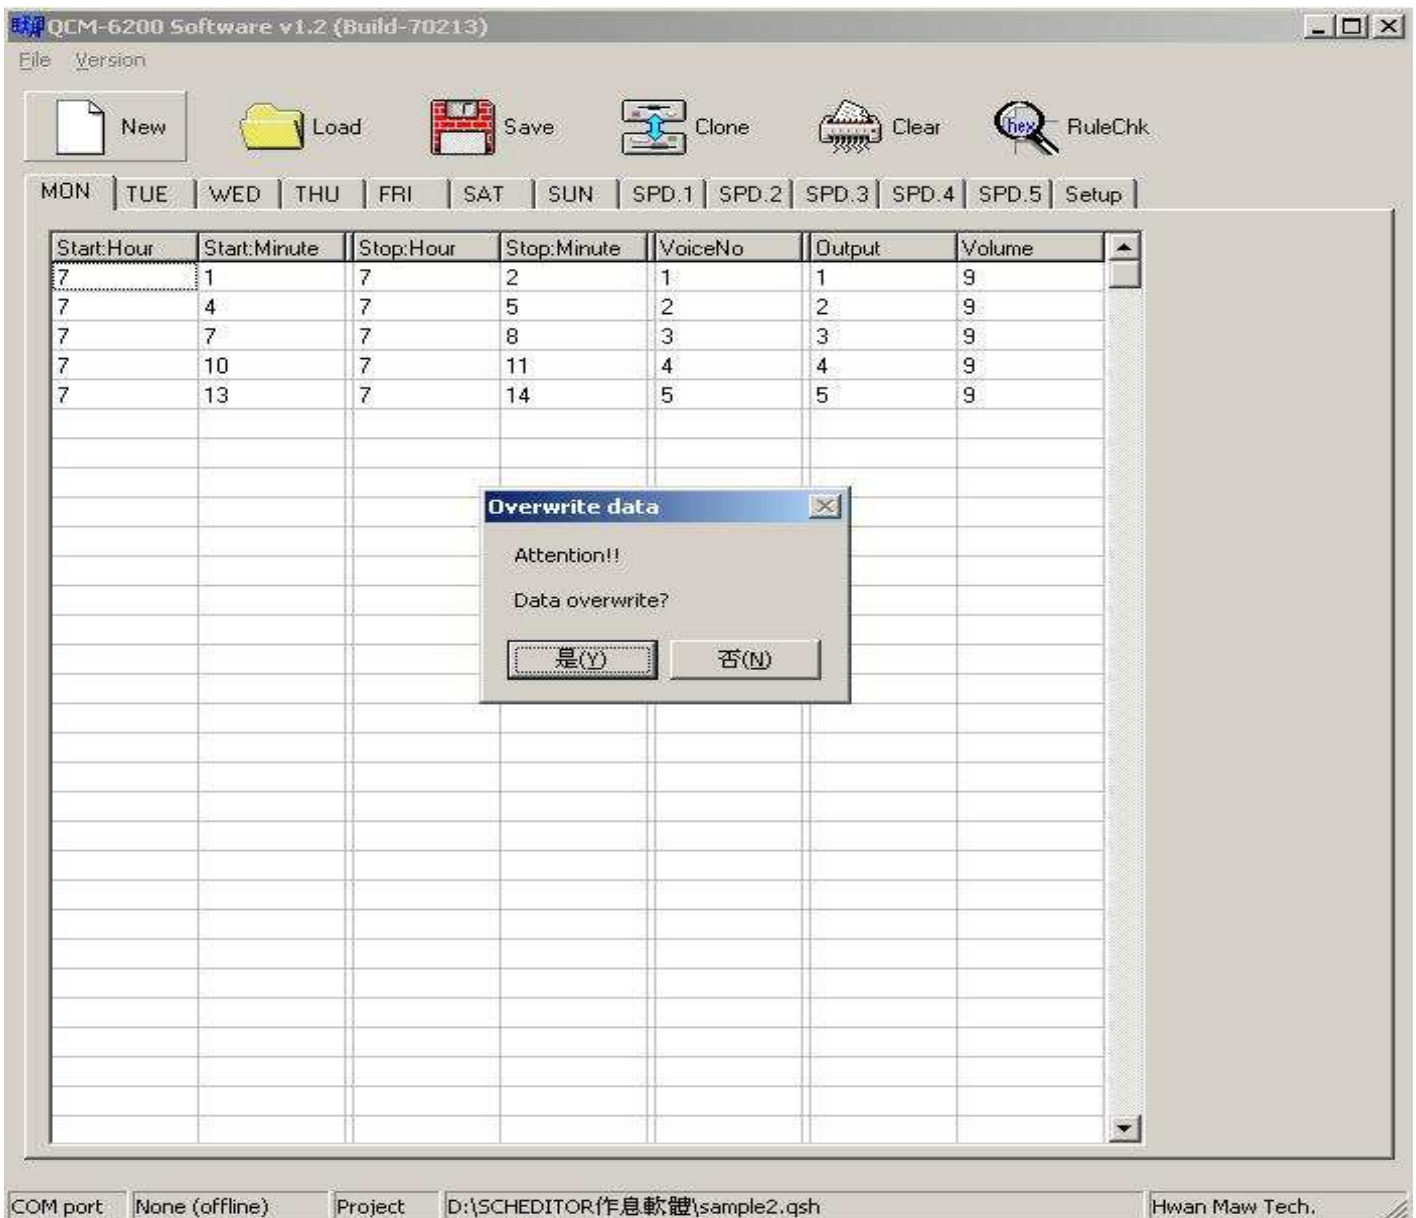 QCM-6200 Software v1.2 (Build-70213)
File Version
New Load Save Clone Clear hex RuleChk
MON TUE WED THU FRI SAT SUN SPD.1 SPD.2 SPD.3 SPD.4 SPD.5 Setup
Start:Hour Start:Minute Stop:Hour Stop:Minute VoiceNo Output Volume
7 1 7 2 1 1 9
7 4 7 5 2 2 9
7 7 7 8 3 3 9
7 10 7 11 4 4 9
7 13 7 14 5 5 9
Overwrite data
Attention!!
Data overwrite?
是(Y) 否(N)
COM port None (offline) Project D:\SCHEDITOR作息軟體\sample2.qsh Hwan Maw Tech.